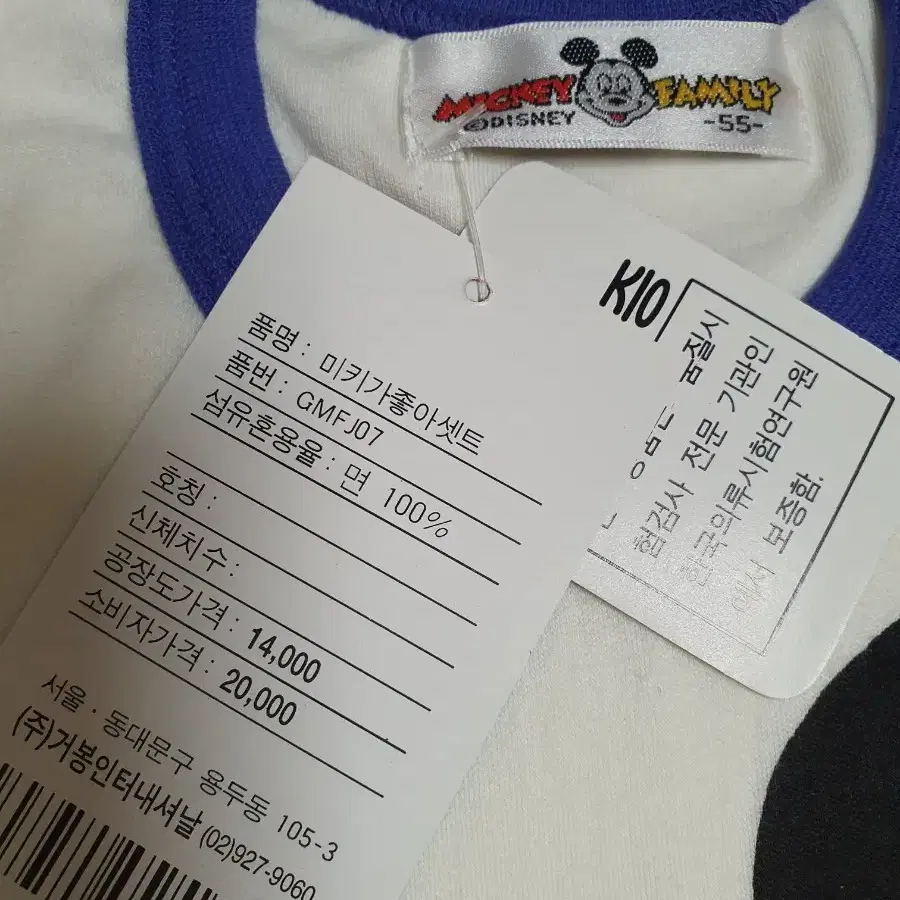 MICKEY FAMILY
©DISNEY -55-
품명 : 미키가좋아셋트
품번 : GMFJ07
섬유혼용율 : 면 100%
호칭 :
신체치수 :
공장도가격 : 14,000
소비자가격 : 20,000
서울 · 동대문구 용두동 105-3
(주)거봉인터내셔날 (02)927-9060
험검사 전문 기관인
한국의류시험연구원
에서 보증함.